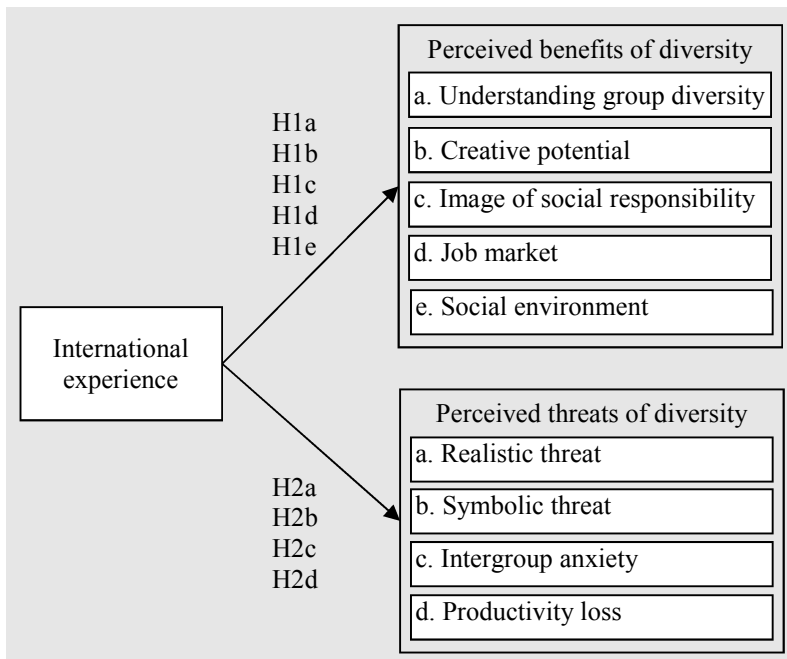 Perceived benefits of diversity
a. Understanding group diversity
b. Creative potential
c. Image of social responsibility
d. Job market
e. Social environment
H1a
H1b
H1c
H1d
H1e
International
experience
H2a
H2b
H2c
H2d
Perceived threats of diversity
a. Realistic threat
b. Symbolic threat
c. Intergroup anxiety
d. Productivity loss